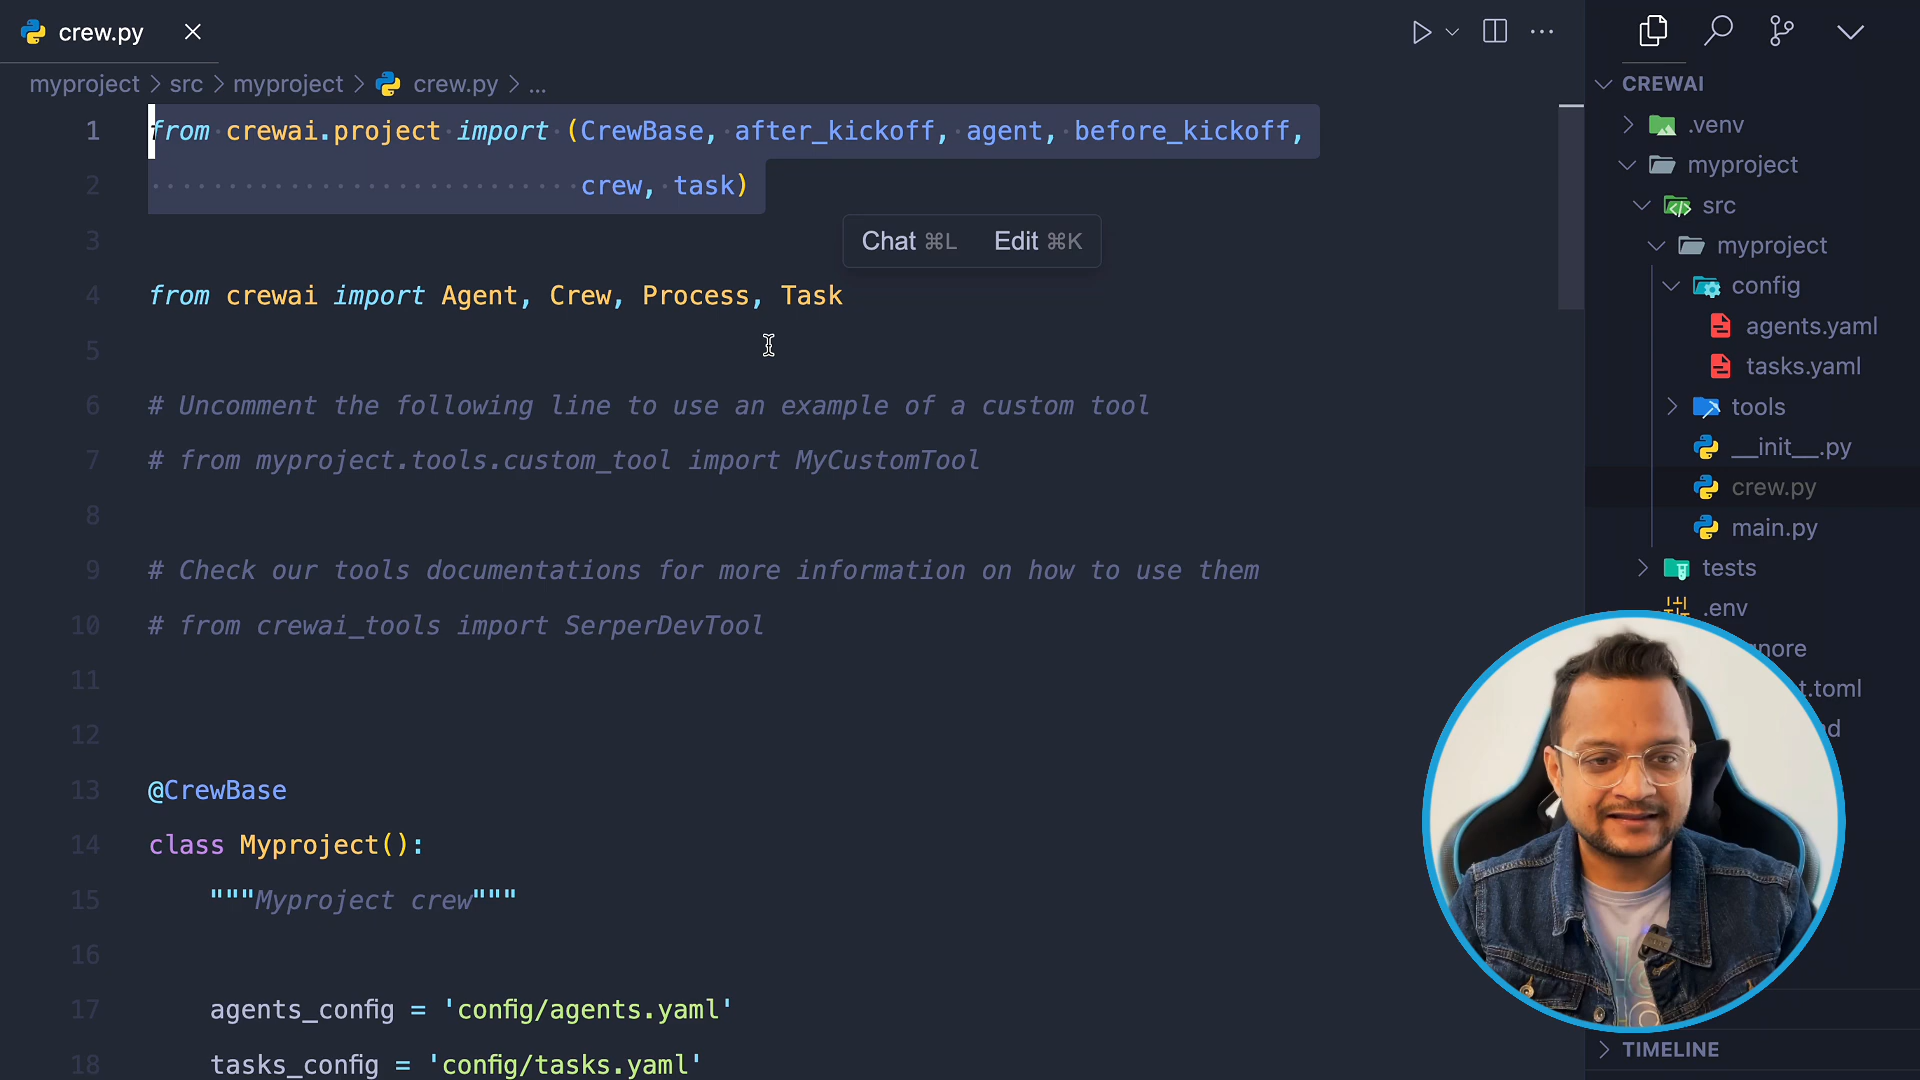 crew.py
myproject > src > myproject > crew.py > ...
1 from crewai.project import (CrewBase, after_kickoff, agent, before_kickoff,
2 crew, task)
3
Chat ⌘L Edit ⌘K
4 from crewai import Agent, Crew, Process, Task
5
6 # Uncomment the following line to use an example of a custom tool
7 # from myproject.tools.custom_tool import MyCustomTool
8
9 # Check our tools documentations for more information on how to use them
10 # from crewai_tools import SerperDevTool
11
12
13 @CrewBase
14 class Myproject():
15 """Myproject crew"""
16
17 agents_config = 'config/agents.yaml'
18 tasks_config = 'config/tasks.yaml'
CREWAI
.venv
myproject
src
myproject
config
agents.yaml
tasks.yaml
tools
__init__.py
crew.py
main.py
tests
.env
nore
t.toml
d
TIMELINE